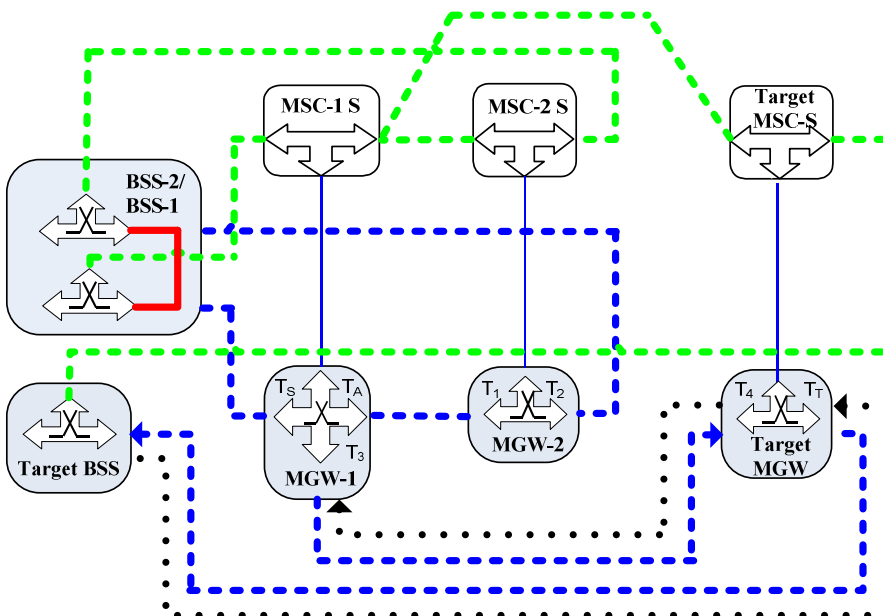 MSC-1 S
MSC-2 S
Target
MSC-S
BSS-2/
BSS-1
TS
TA
T3
MGW-1
T1
T2
MGW-2
T4
TT
Target
MGW
Target BSS